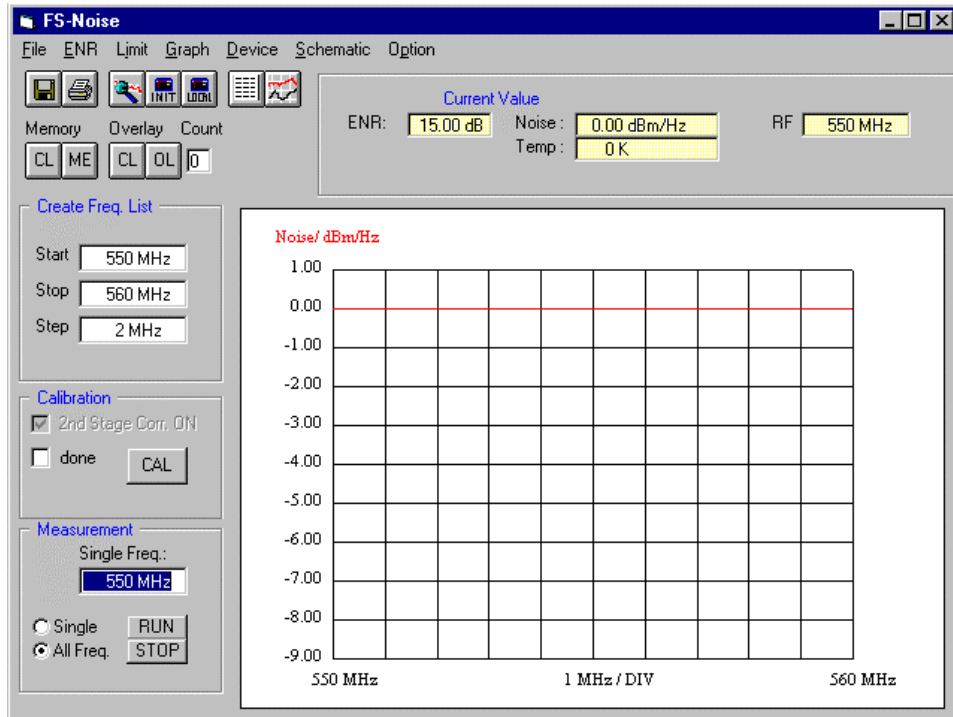 FS-Noise
File ENR Limit Graph Device Schematic Option
INIT LOCAL
Current Value
ENR: 15.00 dB Noise : 0.00 dBm/Hz RF 550 MHz
Temp : 0 K
Memory Overlay Count
CL ME CL OL 0
Create Freq. List
Start 550 MHz
Stop 560 MHz
Step 2 MHz
Calibration
2nd Stage Corr. ON
done CAL
Measurement
Single Freq.:
550 MHz
Single RUN
All Freq. STOP
Noise/ dBm/Hz
1.00
0.00
-1.00
-2.00
-3.00
-4.00
-5.00
-6.00
-7.00
-8.00
-9.00
550 MHz 1 MHz / DIV 560 MHz